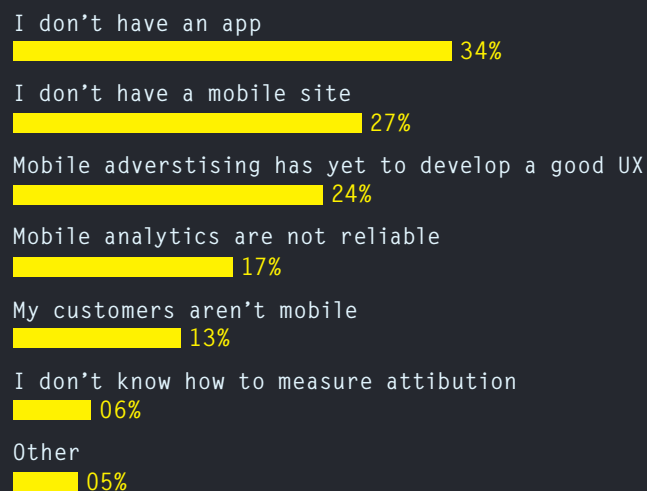 I don't have an app
34%
I don't have a mobile site
27%
Mobile adverstising has yet to develop a good UX
24%
Mobile analytics are not reliable
17%
My customers aren't mobile
13%
I don't know how to measure attibution
06%
Other
05%